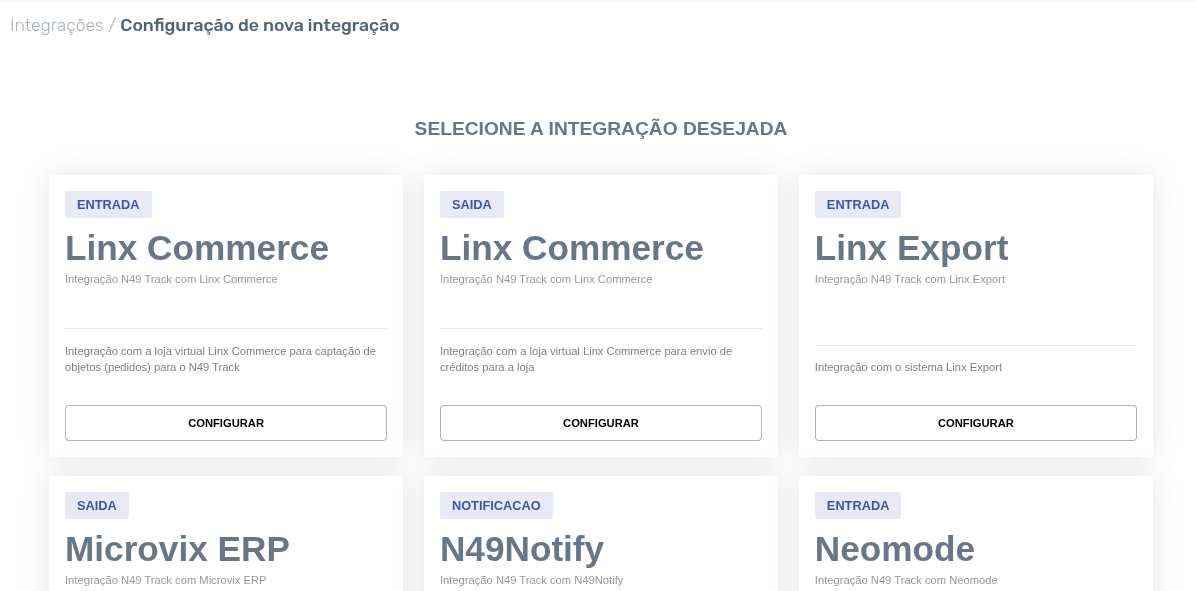 Integrações / Configuração de nova integração
SELECIONE A INTEGRAÇÃO DESEJADA
ENTRADA
Linx Commerce
Integração N49 Track com Linx Commerce
Integração com a loja virtual Linx Commerce para captação de
objetos (pedidos) para o N49 Track
CONFIGURAR
SAIDA
Linx Commerce
Integração N49 Track com Linx Commerce
Integração com a loja virtual Linx Commerce para envio de
créditos para a loja
CONFIGURAR
ENTRADA
Linx Export
Integração N49 Track com Linx Export
Integração com o sistema Linx Export
CONFIGURAR
SAIDA
Microvix ERP
Integração N49 Track com Microvix ERP
NOTIFICACAO
N49Notify
Integração N49 Track com N49Notify
ENTRADA
Neomode
Integração N49 Track com Neomode